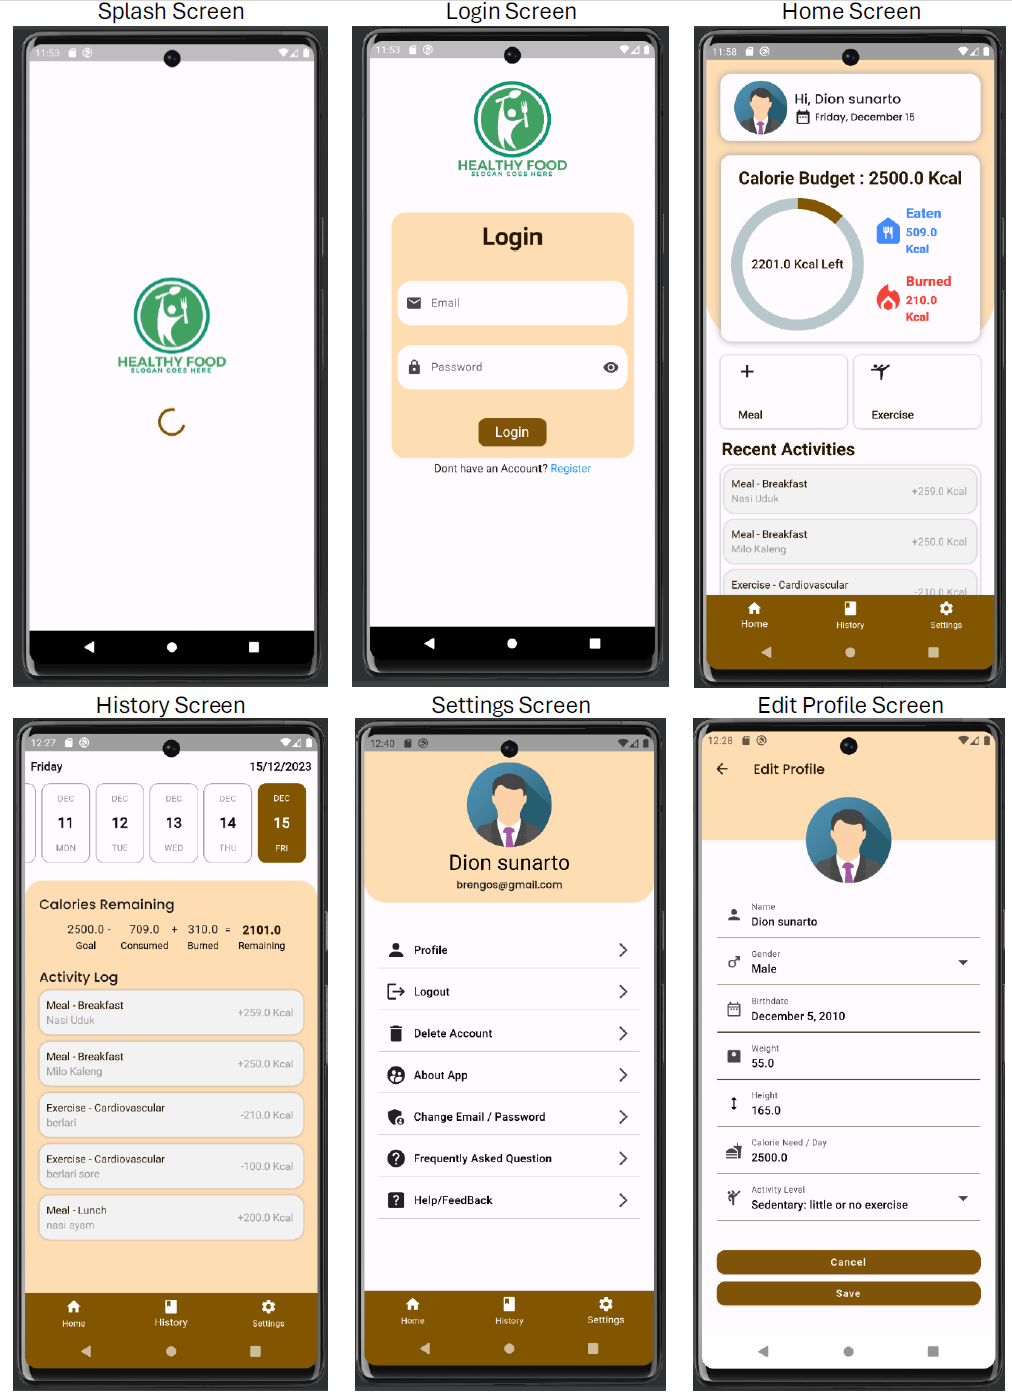 Splash Screen
11:53
HEALTHY FOOD
SLOGAN GOES HERE
Login Screen
11:53
HEALTHY FOOD
SLOGAN GOES HERE
Login
Email
Password
Login
Dont have an Account? Register
Home Screen
11:58
Hi, Dion sunarto
Friday, December 15
Calorie Budget : 2500.0 Kcal
2201.0 Kcal Left
Eaten
509.0
Kcal
Burned
210.0
Kcal
Meal
Exercise
Recent Activities
Meal - Breakfast
Nasi Uduk
+259.0 Kcal
Meal - Breakfast
Milo Kaleng
+250.0 Kcal
Exercise - Cardiovascular
-210.0 Kcal
Home
History
Settings
History Screen
12:27
Friday
15/12/2023
DEC
11
MON
DEC
12
TUE
DEC
13
WED
DEC
14
THU
DEC
15
FRI
Calories Remaining
2500.0 - 709.0 + 310.0 = 2101.0
Goal Consumed Burned Remaining
Activity Log
Meal - Breakfast
Nasi Uduk
+259.0 Kcal
Meal - Breakfast
Milo Kaleng
+250.0 Kcal
Exercise - Cardiovascular
berlari
-210.0 Kcal
Exercise - Cardiovascular
berlari sore
-100.0 Kcal
Meal - Lunch
nasi ayam
+200.0 Kcal
Home
History
Settings
Settings Screen
12:40
Dion sunarto
brengos@gmail.com
Profile
Logout
Delete Account
About App
Change Email / Password
Frequently Asked Question
Help/FeedBack
Home
History
Settings
Edit Profile Screen
12:28
Edit Profile
Name
Dion sunarto
Gender
Male
Birthdate
December 5, 2010
Weight
55.0
Height
165.0
Calorie Need / Day
2500.0
Activity Level
Sedentary: little or no exercise
Cancel
Save